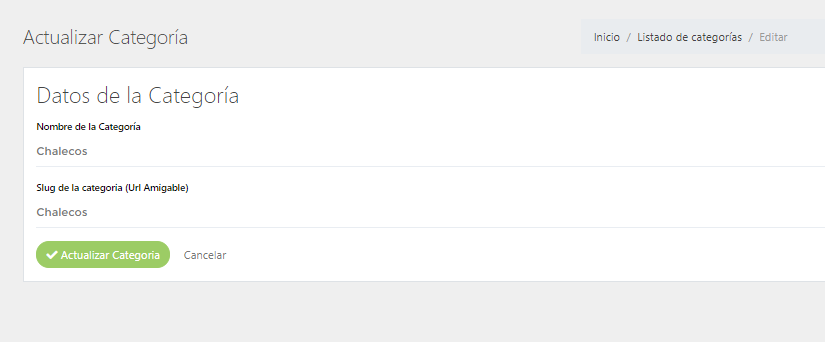 Actualizar Categoría
Inicio / Listado de categorías / Editar
Datos de la Categoría
Nombre de la Categoría
Chalecos
Slug de la categoria (Url Amigable)
Chalecos
Actualizar Categoria
Cancelar